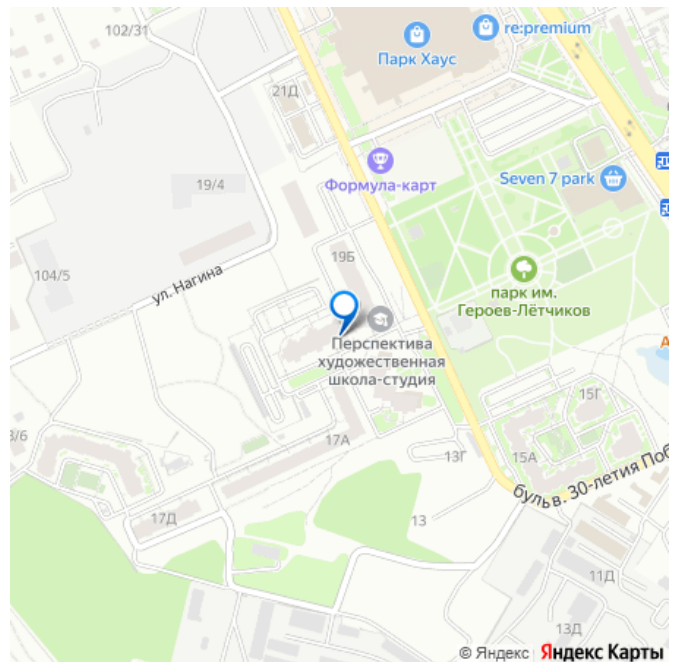 102/31
re:premium
Парк Хаус
21Д
Формула-карт
Seven 7 park
19/4
19Б
104/5
ул. Нагина
парк им.
Героев-Лётчиков
Перспектива
художественная
школа-студия
15Г
17А
13Г
15А
бульв. 30-летия Поб
17Д
13
11Д
13Д
© Яндекс Яндекс Карты